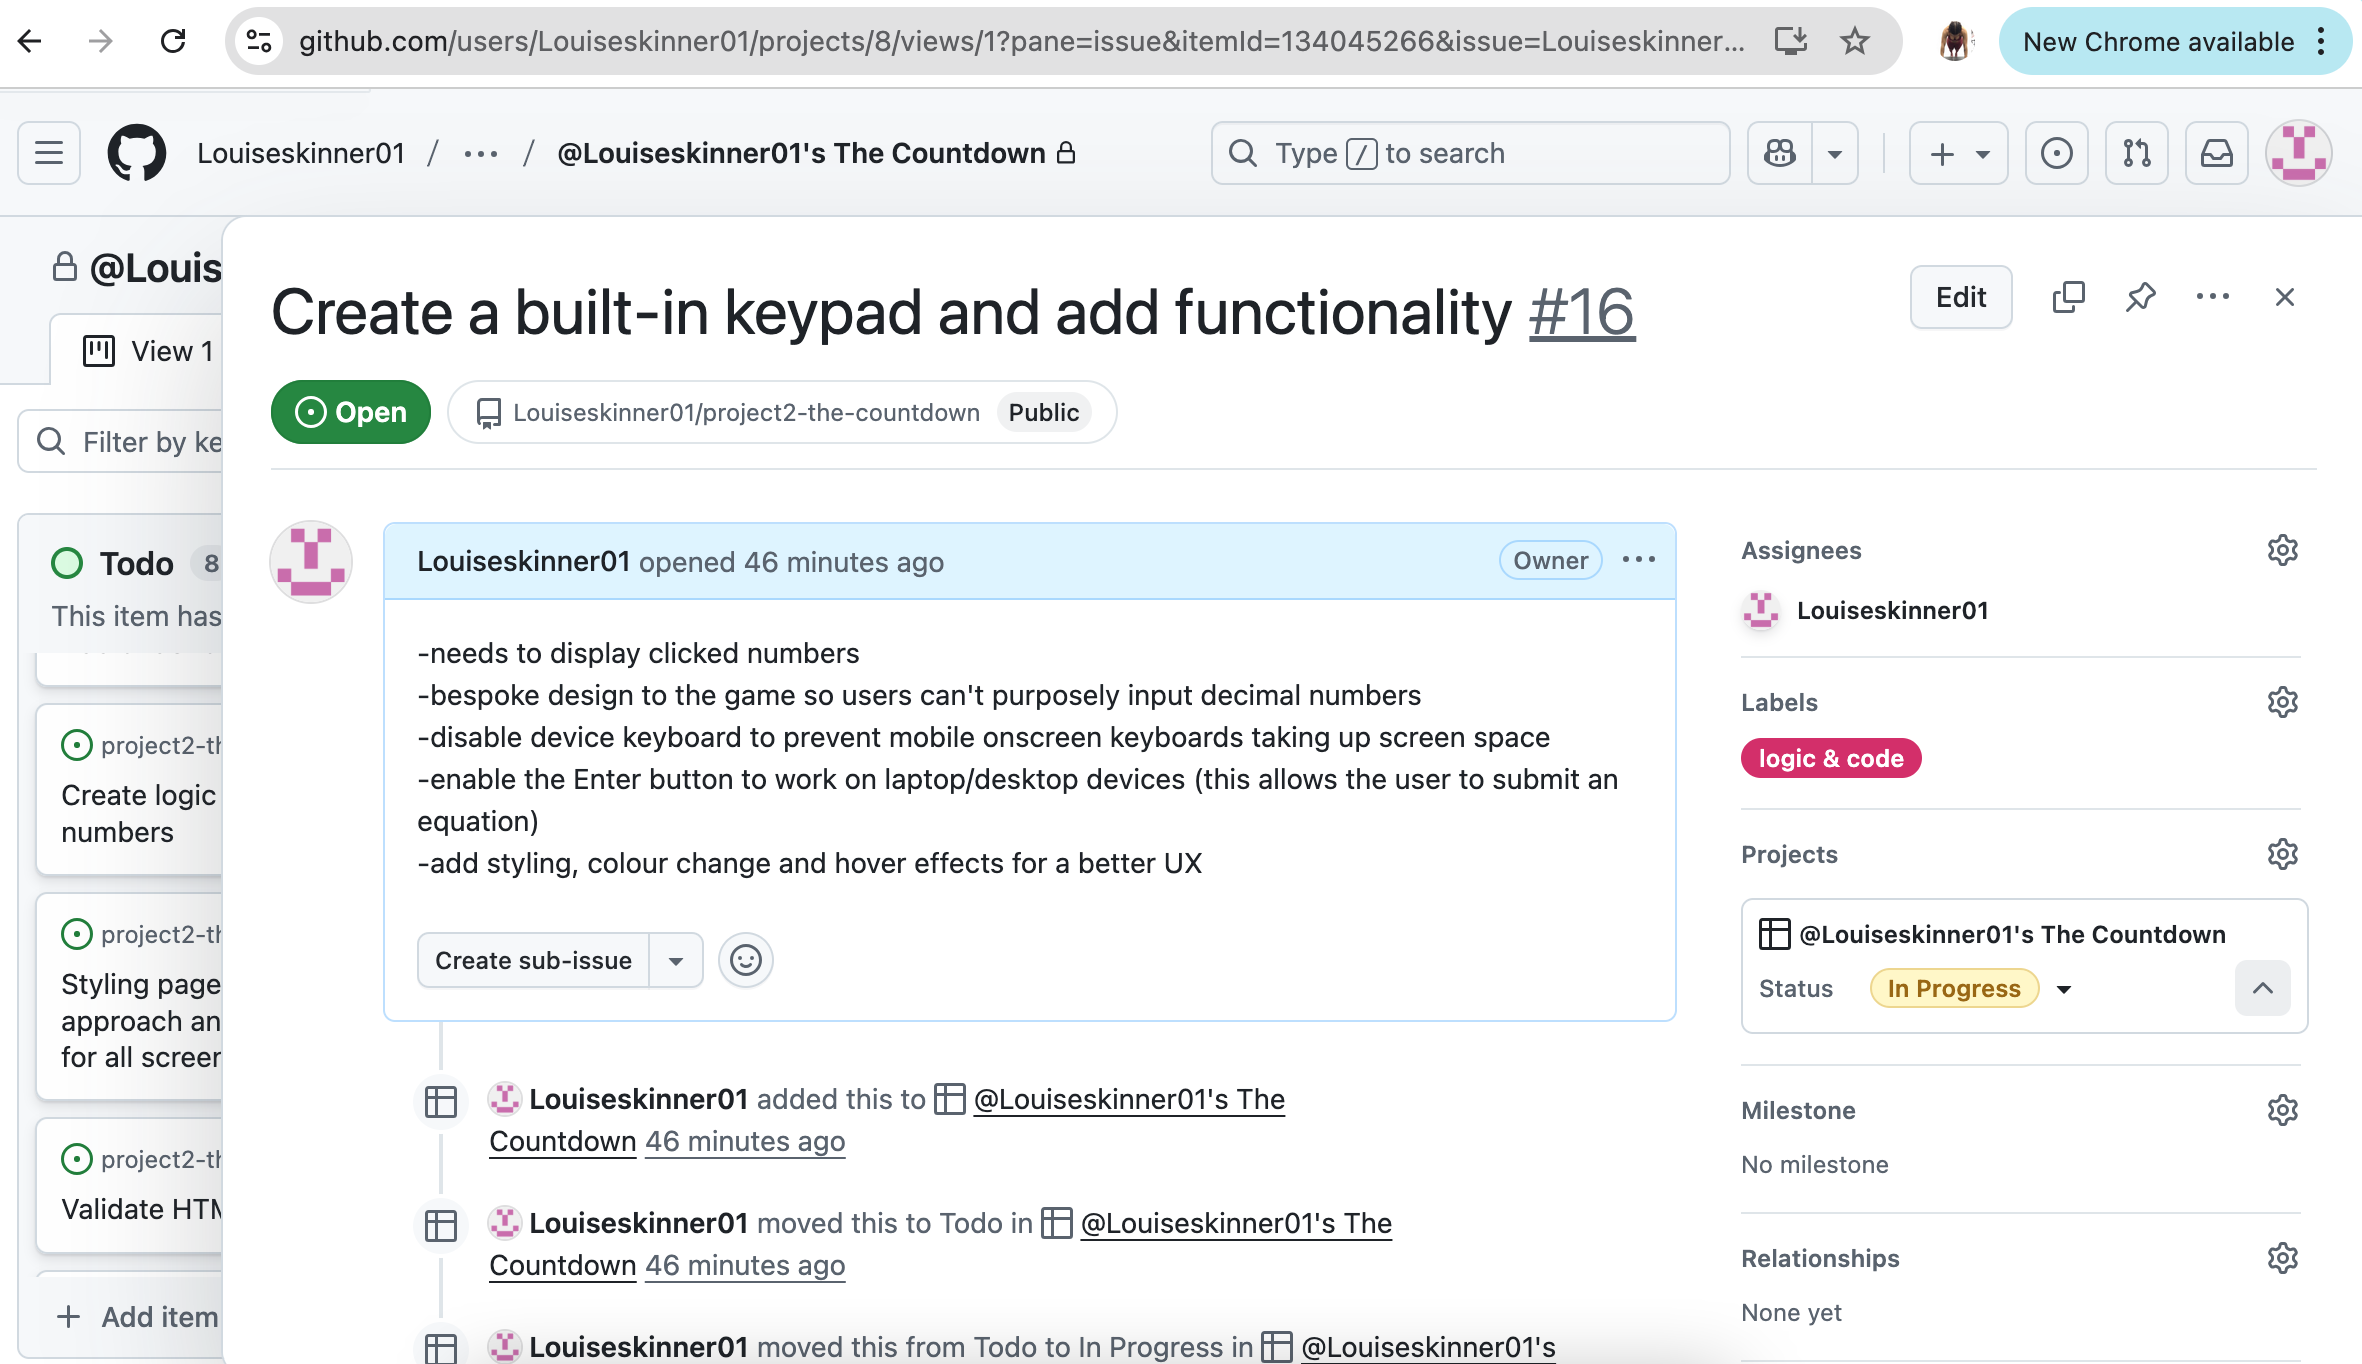 github.com/users/Louiseskinner01/projects/8/views/1?pane=issue&itemId=134045266&issue=Louiseskinner...
New Chrome available
Louiseskinner01 / ... / @Louiseskinner01's The Countdown
Type / to search
@Louis
View 1
Filter by ke
Todo 8
This item has
project2-th
Create logic
numbers
project2-th
Styling page
approach an
for all screen
project2-th
Validate HTM
+ Add item
Create a built-in keypad and add functionality #16
Edit
Open
Louiseskinner01/project2-the-countdown Public
Louiseskinner01 opened 46 minutes ago
Owner
-needs to display clicked numbers
-bespoke design to the game so users can't purposely input decimal numbers
-disable device keyboard to prevent mobile onscreen keyboards taking up screen space
-enable the Enter button to work on laptop/desktop devices (this allows the user to submit an
equation)
-add styling, colour change and hover effects for a better UX
Create sub-issue
Louiseskinner01 added this to @Louiseskinner01's The
Countdown 46 minutes ago
Louiseskinner01 moved this to Todo in @Louiseskinner01's The
Countdown 46 minutes ago
Louiseskinner01 moved this from Todo to In Progress in @Louiseskinner01's
Assignees
Louiseskinner01
Labels
logic & code
Projects
@Louiseskinner01's The Countdown
Status In Progress
Milestone
No milestone
Relationships
None yet